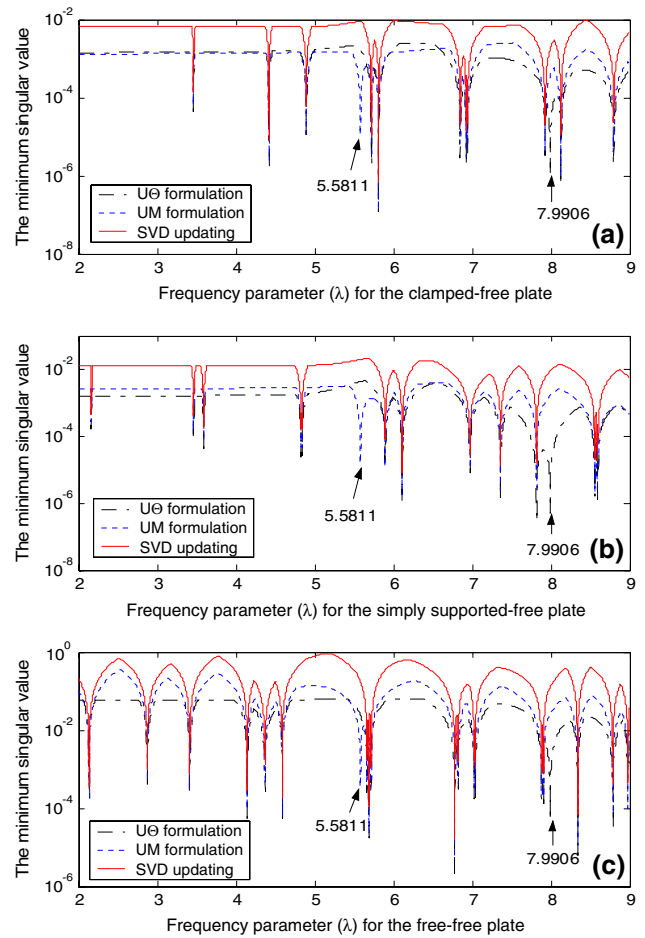 10^-2
(a)
10^-4
5.5811
10^-6
7.9906
UΘ formulation
UM formulation
SVD updating
10^-8
2 3 4 5 6 7 8 9
The minimum singular value
Frequency parameter (λ) for the clamped-free plate
10^-2
10^-4
5.5811
10^-6
7.9906
UΘ formulation
UM formulation
SVD updating
(b)
10^-8
2 3 4 5 6 7 8 9
The minimum singular value
Frequency parameter (λ) for the simply supported-free plate
10^0
10^-2
10^-4
5.5811
7.9906
UΘ formulation
UM formulation
SVD updating
(c)
10^-6
2 3 4 5 6 7 8 9
The minimum singular value
Frequency parameter (λ) for the free-free plate